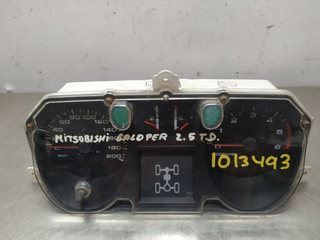 MITSUBISHI GALOPER 2.5 T.D.
1013493